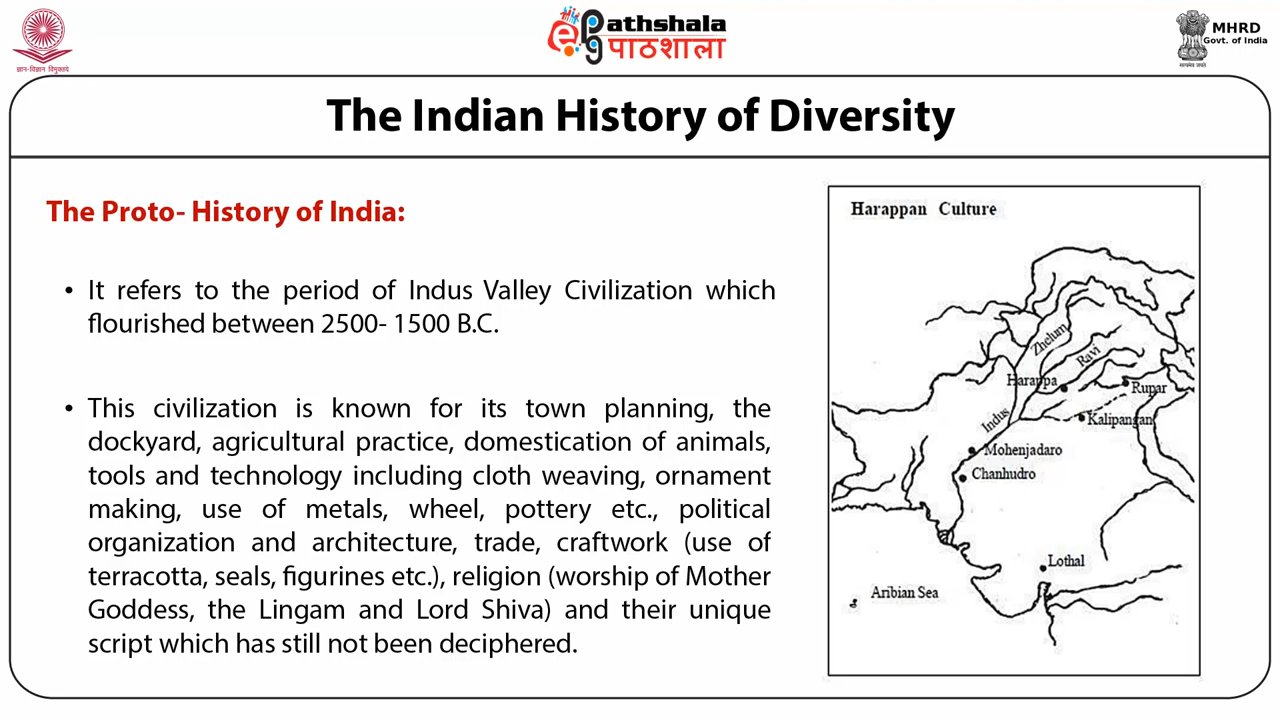 ज्ञान-विज्ञान विमुक्तये
ePathshala
पाठशाला
MHRD
Govt. of India
सत्यमेव जयते
The Indian History of Diversity
The Proto- History of India:
• It refers to the period of Indus Valley Civilization which
flourished between 2500- 1500 B.C.
• This civilization is known for its town planning, the
dockyard, agricultural practice, domestication of animals,
tools and technology including cloth weaving, ornament
making, use of metals, wheel, pottery etc., political
organization and architecture, trade, craftwork (use of
terracotta, seals, figurines etc.), religion (worship of Mother
Goddess, the Lingam and Lord Shiva) and their unique
script which has still not been deciphered.
Harappan Culture
Zhelum
Ravi
Harappa
Rupar
Indus
Kalipangan
Mohenjadaro
Chanhudro
Lothal
Aribian Sea